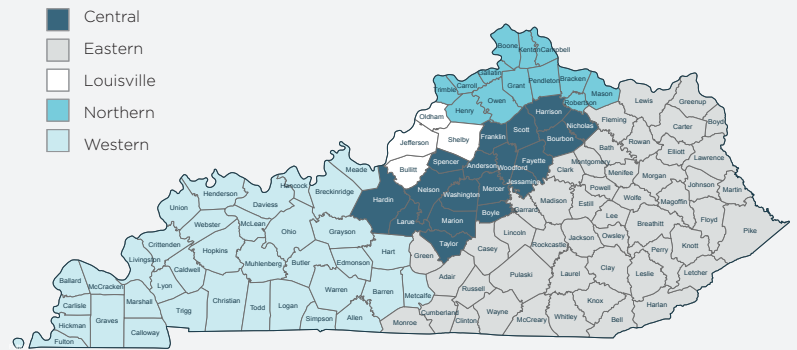 Central
Eastern
Louisville
Northern
Western
Boone
Kenton
Campbell
Gallatin
Carroll
Trimble
Grant
Pendleton
Bracken
Mason
Robertson
Owen
Henry
Lewis
Greenup
Oldham
Harrison
Fleming
Carter
Boyd
Nicholas
Scott
Franklin
Jefferson
Shelby
Bourbon
Bath
Rowan
Elliott
Lawrence
Spencer
Anderson
Woodford
Fayette
Montgomery
Clark
Menifee
Morgan
Meade
Bullitt
Jessamine
Powell
Johnson
Martin
Hancock
Breckinridge
Nelson
Washington
Mercer
Madison
Estill
Wolfe
Magoffin
Henderson
Union
Daviess
Hardin
Larue
Marion
Boyle
Garrard
Lee
Breathitt
Floyd
Pike
Webster
McLean
Ohio
Grayson
Taylor
Lincoln
Rockcastle
Jackson
Owsley
Perry
Knott
Crittenden
Livingston
Hopkins
Hart
Green
Casey
Letcher
Caldwell
Muhlenberg
Butler
Edmonson
Adair
Pulaski
Laurel
Clay
Leslie
Ballard
McCracken
Lyon
Warren
Barren
Metcalfe
Russell
Knox
Harlan
Carlisle
Marshall
Trigg
Christian
Todd
Logan
Simpson
Allen
Monroe
Cumberland
Clinton
Wayne
McCreary
Whitley
Bell
Hickman
Graves
Calloway
Fulton